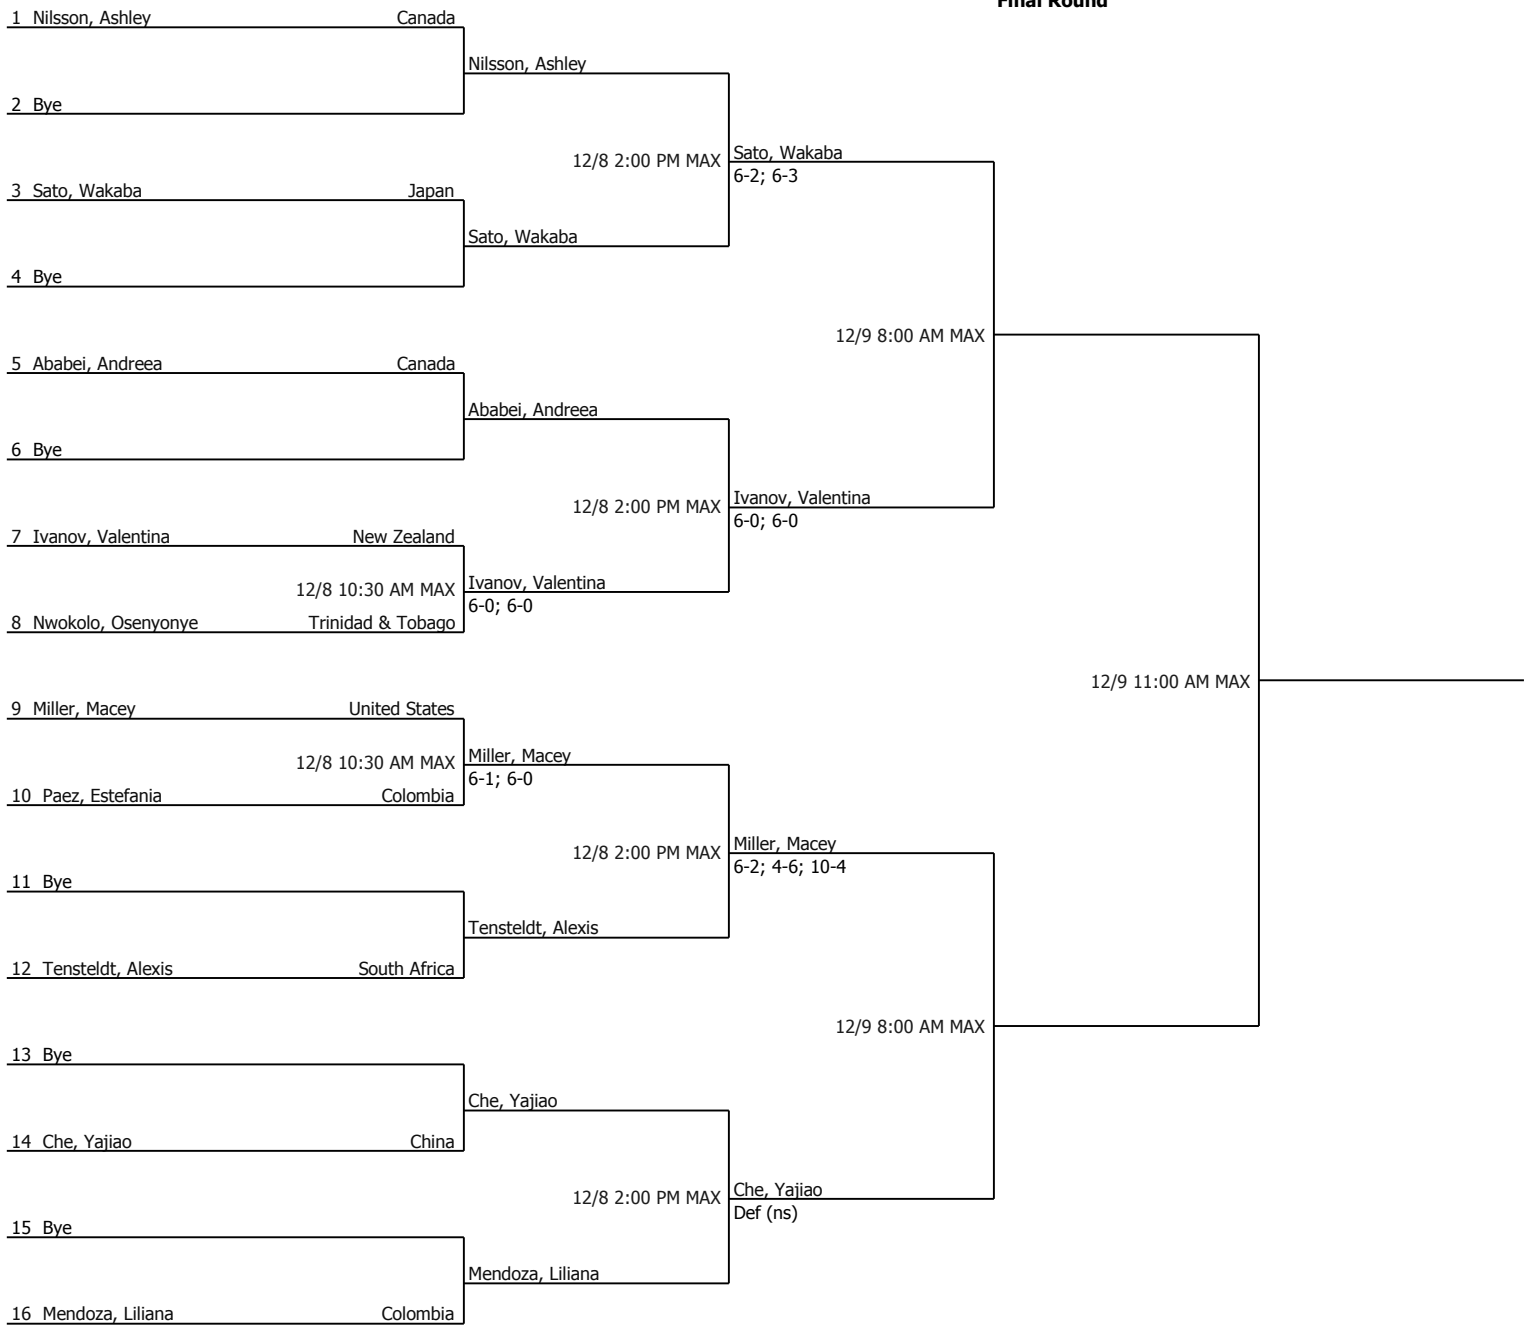 Final Round
1 Nilsson, Ashley Canada
Nilsson, Ashley
2 Bye
12/8 2:00 PM MAX Sato, Wakaba
6-2; 6-3
3 Sato, Wakaba Japan
Sato, Wakaba
4 Bye
12/9 8:00 AM MAX
5 Ababei, Andreea Canada
Ababei, Andreea
6 Bye
12/8 2:00 PM MAX Ivanov, Valentina
6-0; 6-0
7 Ivanov, Valentina New Zealand
12/8 10:30 AM MAX Ivanov, Valentina
6-0; 6-0
8 Nwokolo, Osenyonye Trinidad & Tobago
12/9 11:00 AM MAX
9 Miller, Macey United States
12/8 10:30 AM MAX Miller, Macey
6-1; 6-0
10 Paez, Estefania Colombia
12/8 2:00 PM MAX Miller, Macey
6-2; 4-6; 10-4
11 Bye
Tensteldt, Alexis
12 Tensteldt, Alexis South Africa
12/9 8:00 AM MAX
13 Bye
Che, Yajiao
14 Che, Yajiao China
12/8 2:00 PM MAX Che, Yajiao
Def (ns)
15 Bye
Mendoza, Liliana
16 Mendoza, Liliana Colombia